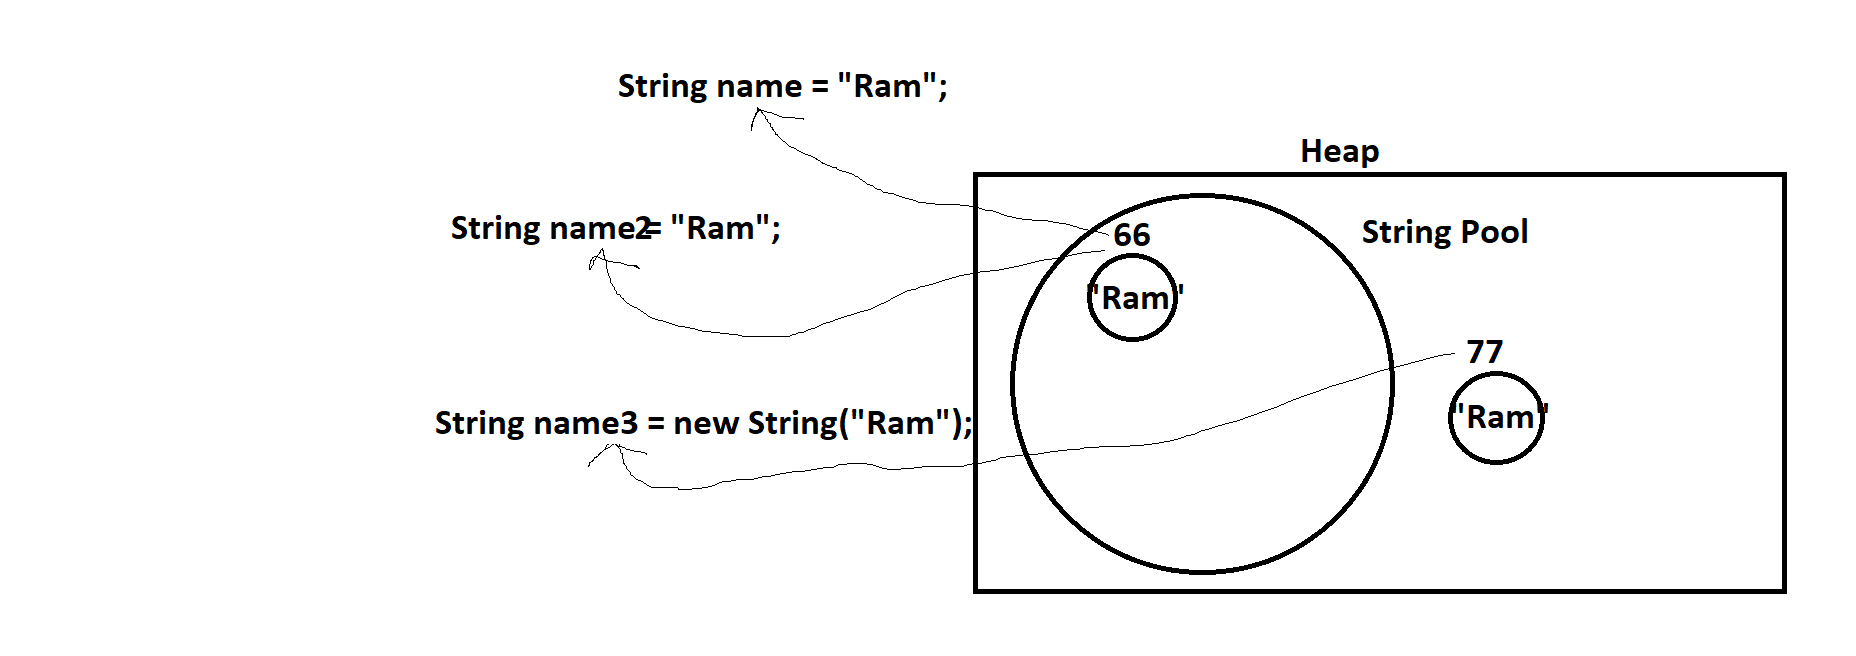 String name = "Ram";
Heap
String name2= "Ram";
String Pool
66
"Ram"
77
String name3 = new String("Ram");
"Ram"